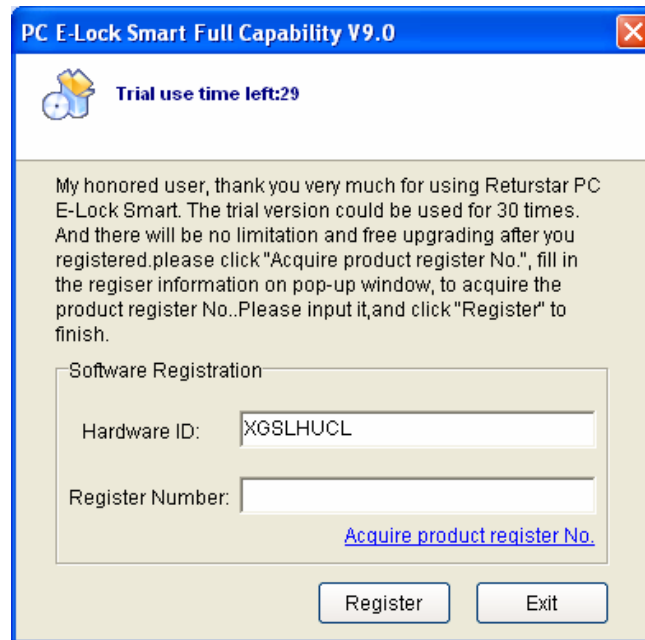 PC E-Lock Smart Full Capability V9.0
Trial use time left:29
My honored user, thank you very much for using Returstar PC
E-Lock Smart. The trial version could be used for 30 times.
And there will be no limitation and free upgrading after you
registered.please click "Acquire product register No.", fill in
the regiser information on pop-up window, to acquire the
product register No..Please input it,and click "Register" to
finish.
Software Registration
Hardware ID: XGSLHUCL
Register Number:
Acquire product register No.
Register Exit